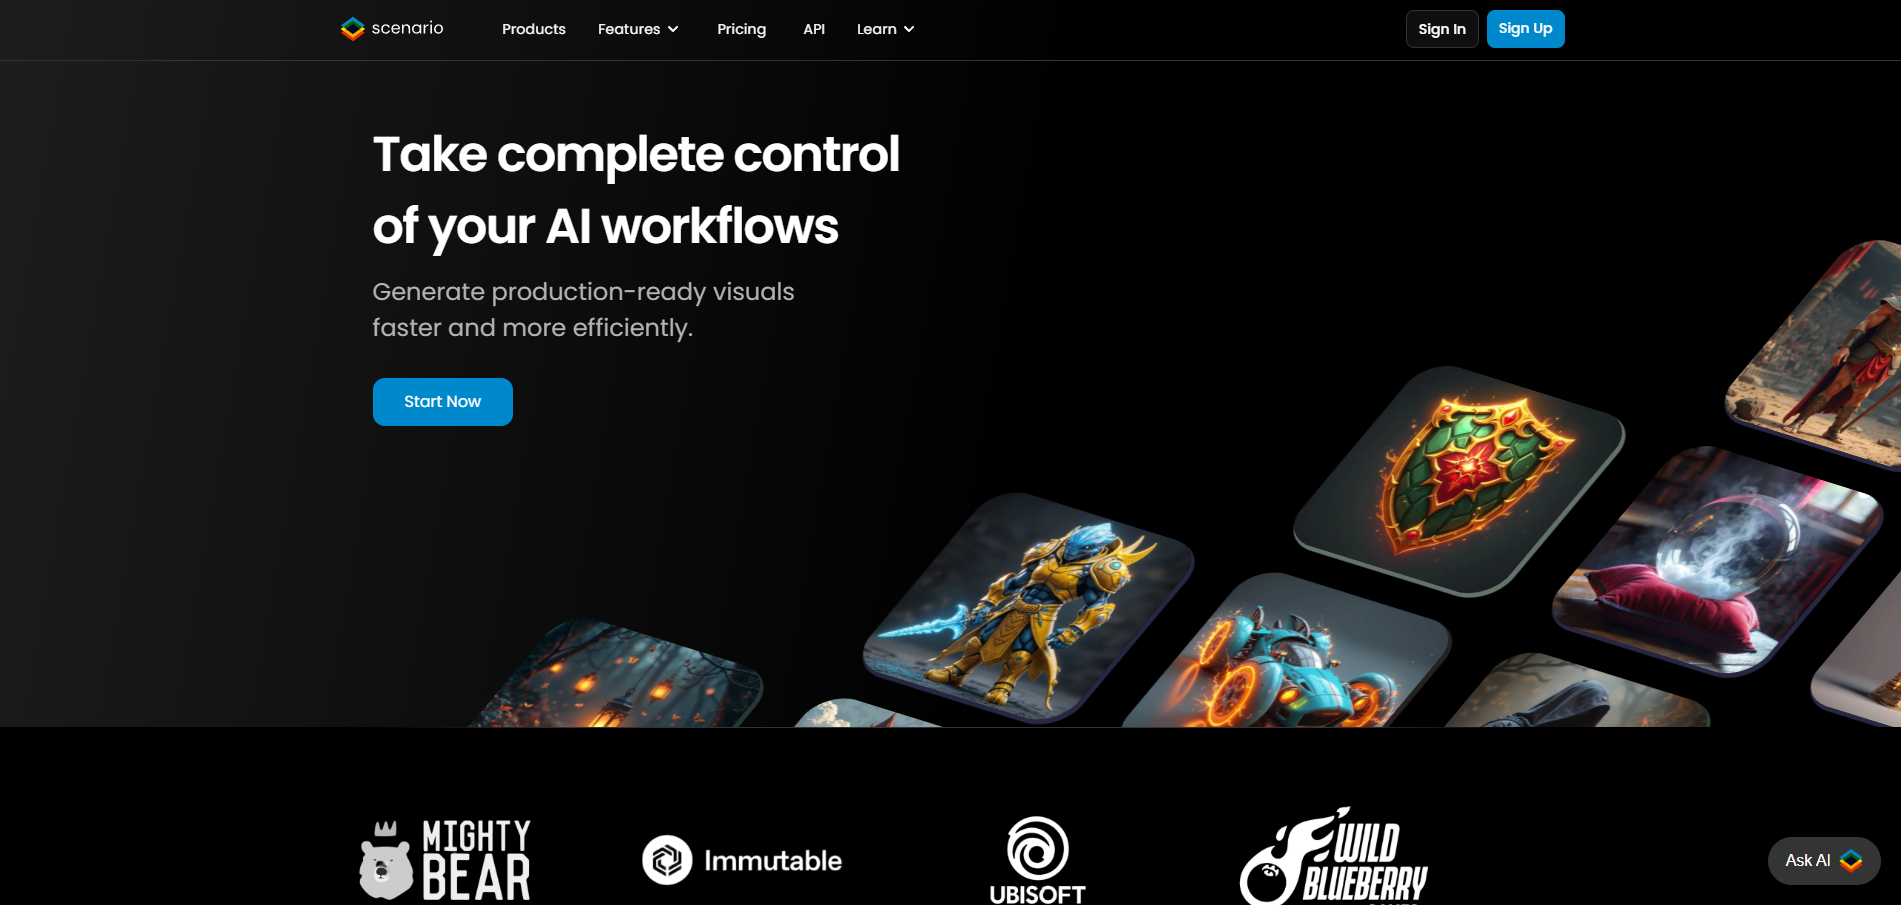 scenario
Products
Features
Pricing
API
Learn
Sign In
Sign Up
Take complete control
of your AI workflows
Generate production-ready visuals
faster and more efficiently.
Start Now
MIGHTY
BEAR
Immutable
UBISOFT
WILD
BLUEBERRY
Ask AI